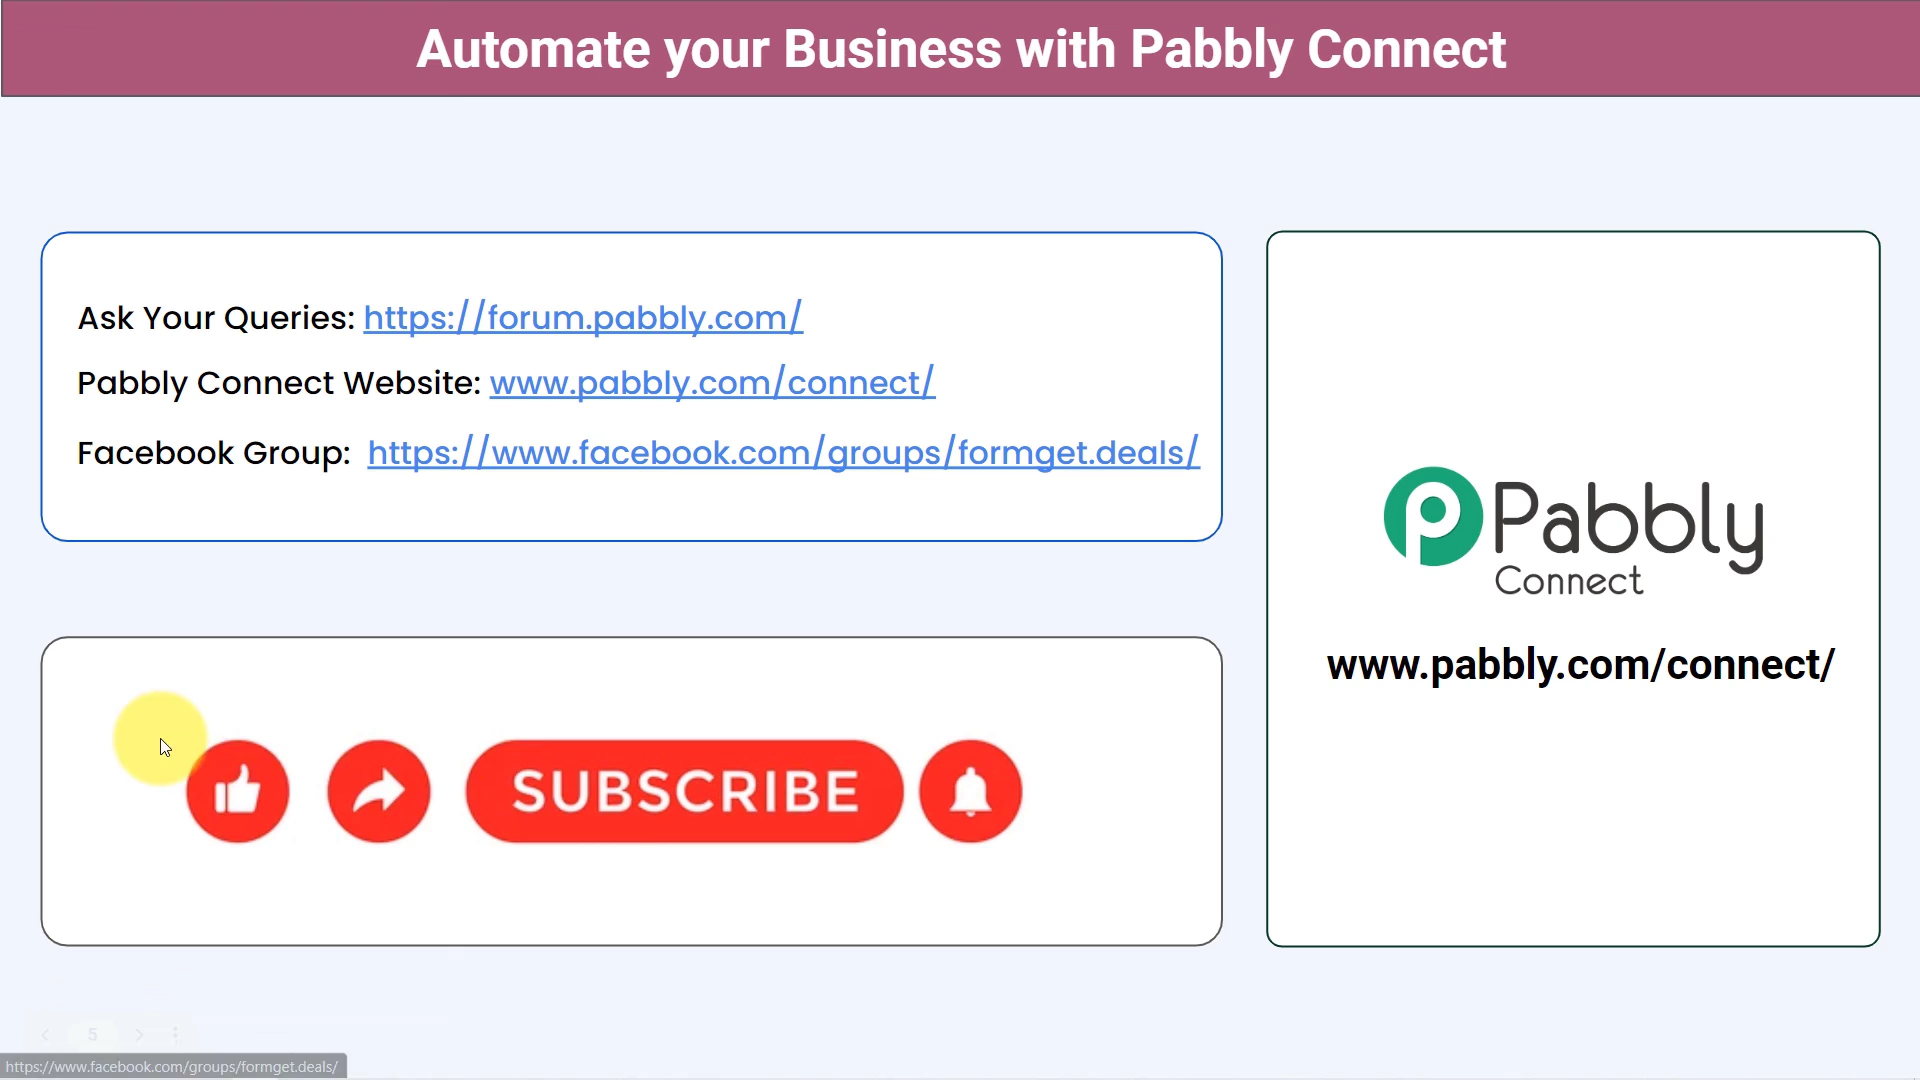 Automate your Business with Pabbly Connect
Ask Your Queries: https://forum.pabbly.com/
Pabbly Connect Website: www.pabbly.com/connect/
Facebook Group: https://www.facebook.com/groups/formget.deals/
Pabbly
Connect
www.pabbly.com/connect/
SUBSCRIBE
5
https://www.facebook.com/groups/formget.deals/